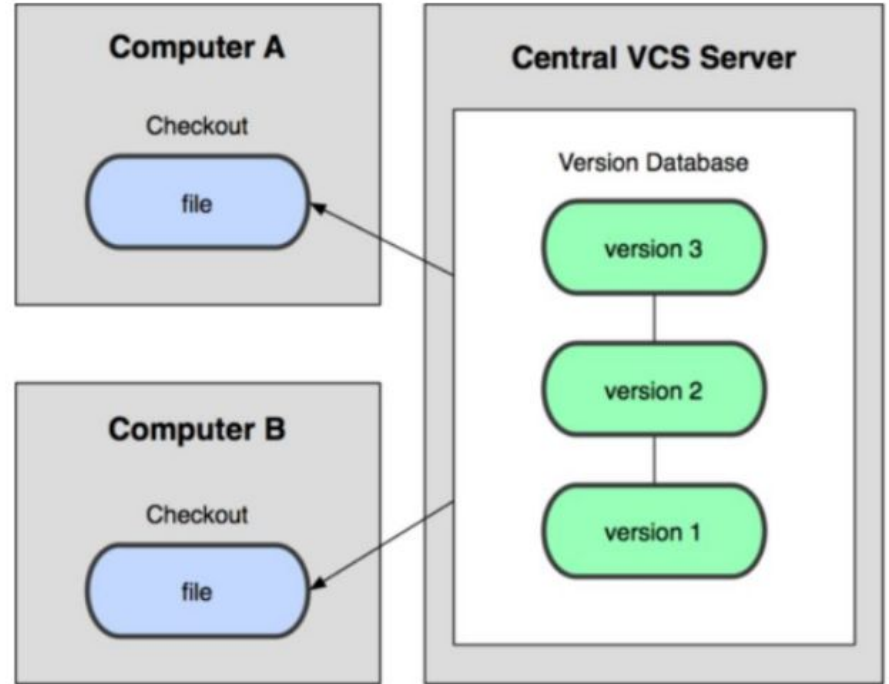 Computer A
Checkout
file
Computer B
Checkout
file
Central VCS Server
Version Database
version 3
version 2
version 1